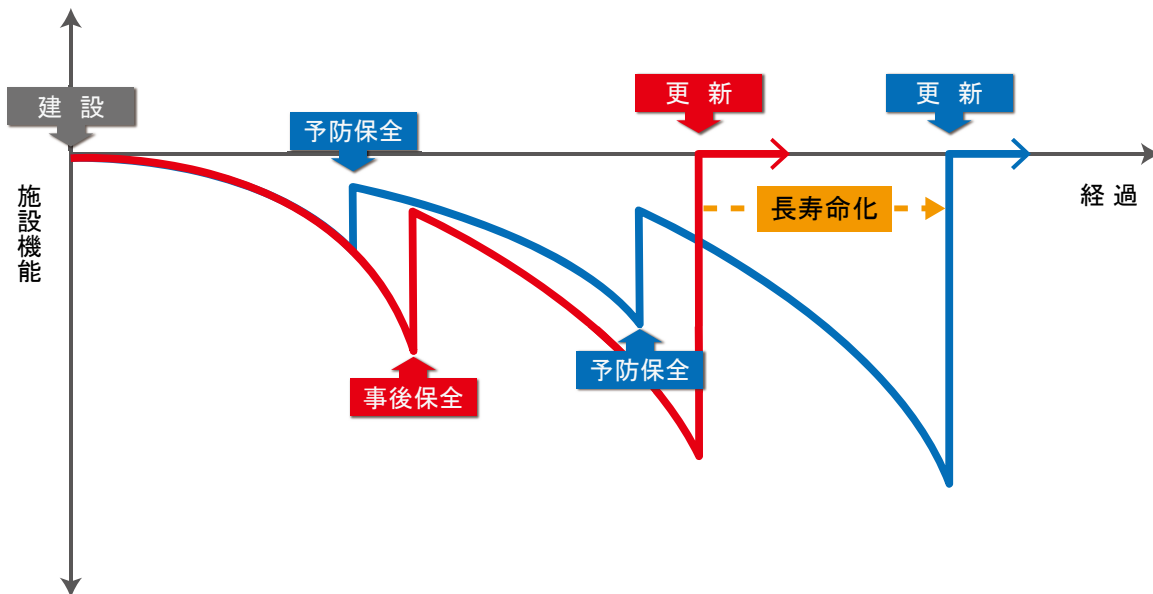 建設
更新
更新
予防保全
施設機能
経過
長寿命化
予防保全
事後保全